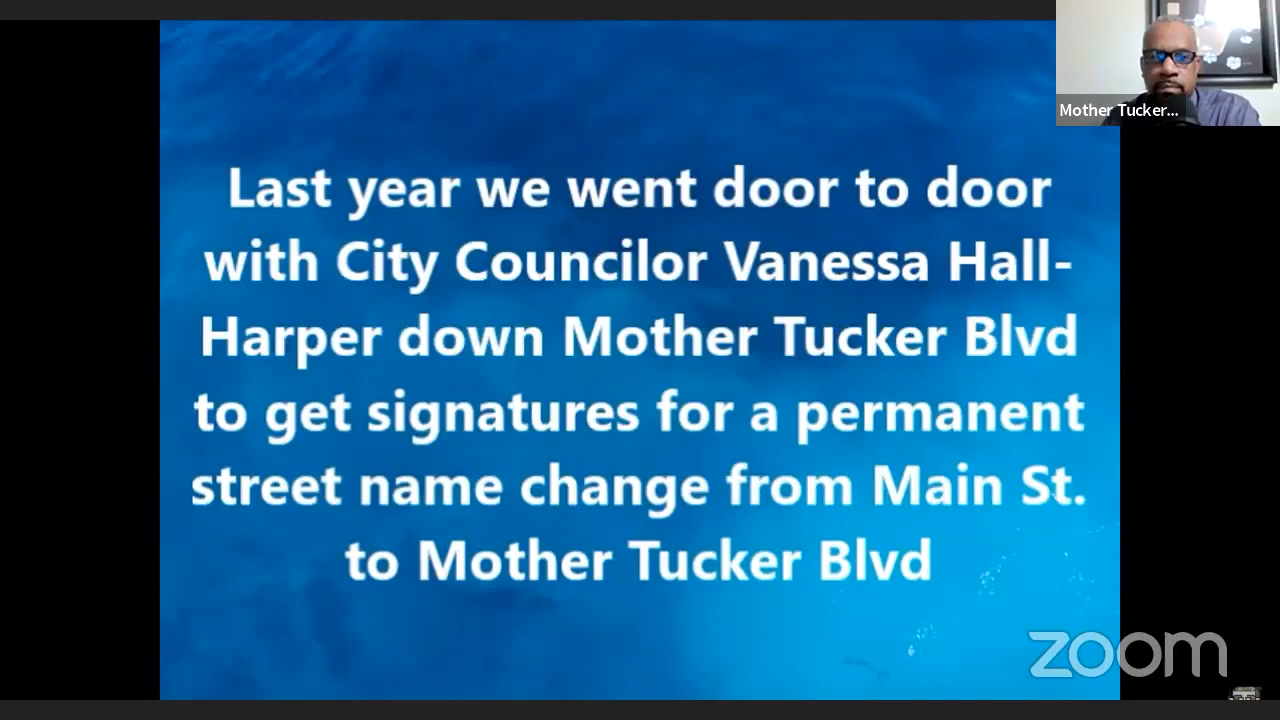 Mother Tucker...
Last year we went door to door
with City Councilor Vanessa Hall-
Harper down Mother Tucker Blvd
to get signatures for a permanent
street name change from Main St.
to Mother Tucker Blvd
zoom